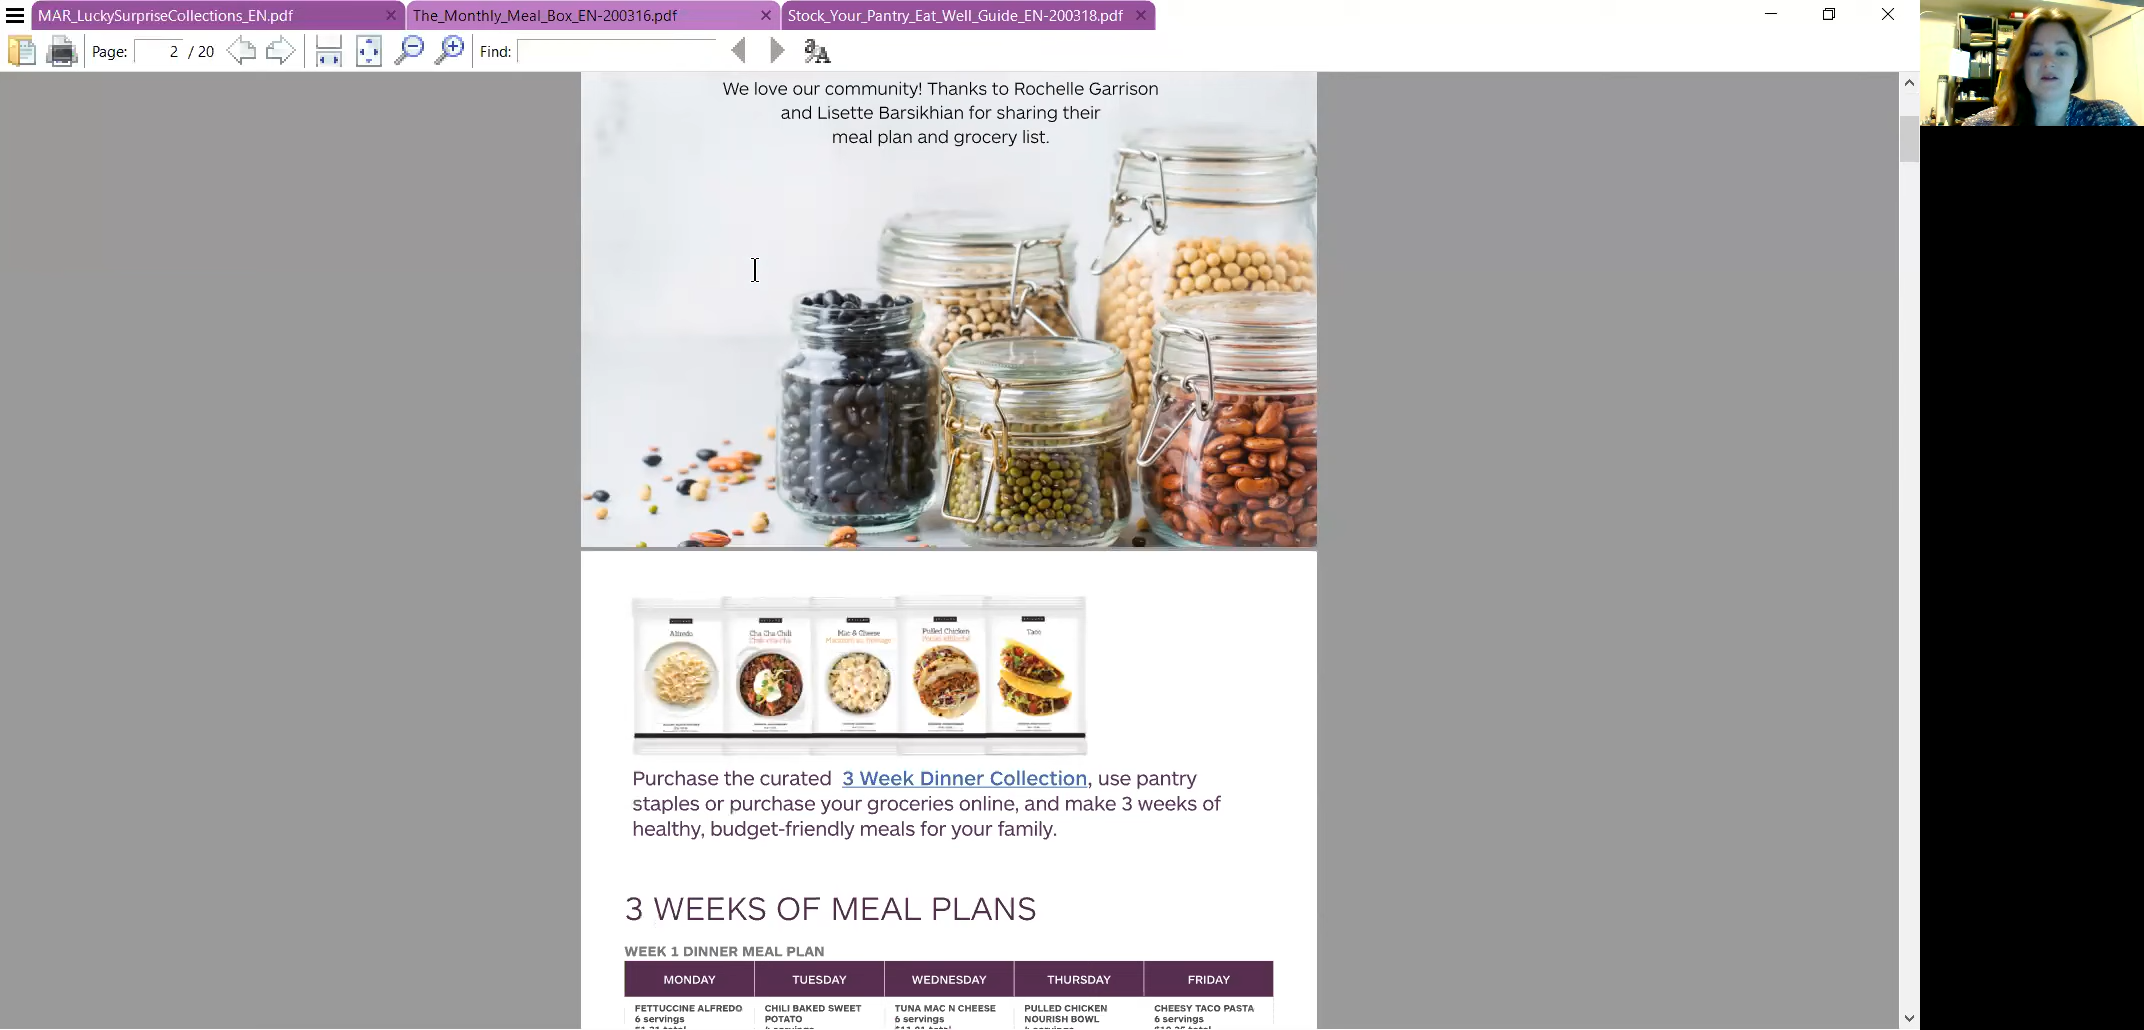 MAR_LuckySurpriseCollections_EN.pdf
The_Monthly_Meal_Box_EN-200316.pdf
Stock_Your_Pantry_Eat_Well_Guide_EN-200318.pdf
Page: 2 / 20
Find:
We love our community! Thanks to Rochelle Garrison
and Lisette Barsikhian for sharing their
meal plan and grocery list.
Alfredo
Cha Cha Chili
Mac & Cheese
Pulled Chicken
Taco
Purchase the curated 3 Week Dinner Collection, use pantry
staples or purchase your groceries online, and make 3 weeks of
healthy, budget-friendly meals for your family.
3 WEEKS OF MEAL PLANS
WEEK 1 DINNER MEAL PLAN
MONDAY TUESDAY WEDNESDAY THURSDAY FRIDAY
FETTUCCINE ALFREDO CHILI BAKED SWEET TUNA MAC N CHEESE PULLED CHICKEN CHEESY TACO PASTA
6 servings POTATO 6 servings NOURISH BOWL 6 servings